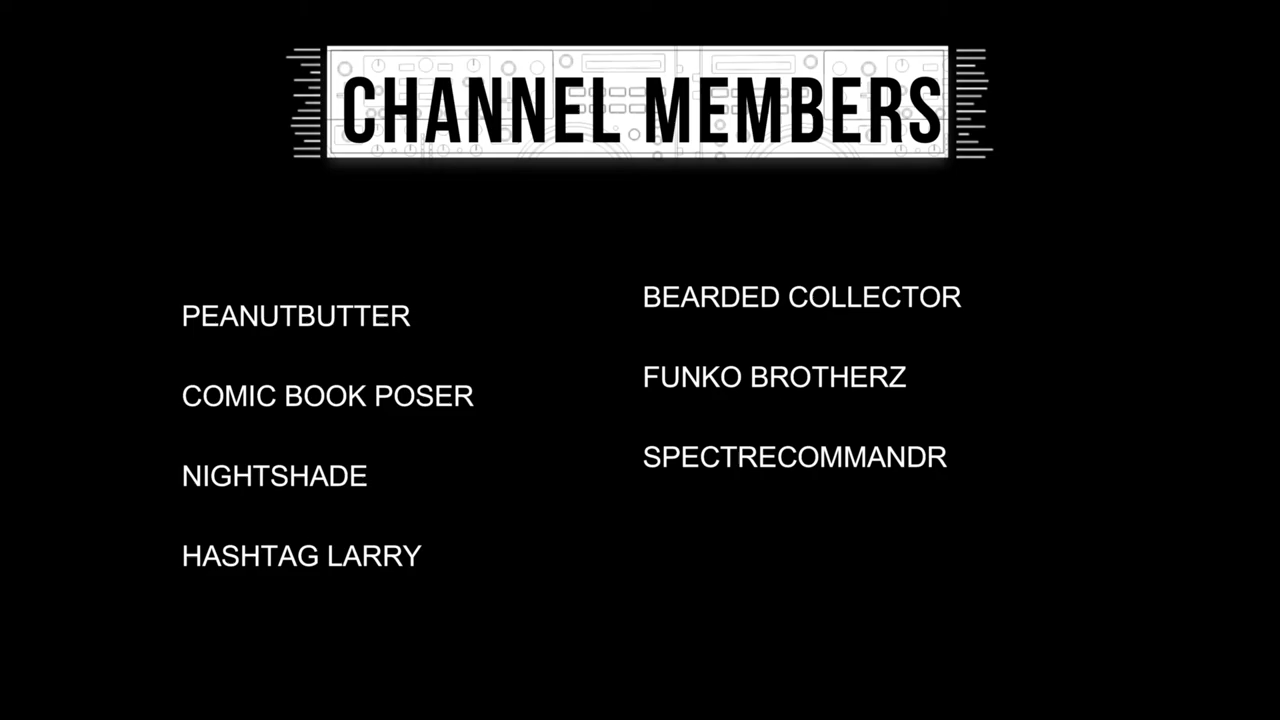 CHANNEL MEMBERS
PEANUTBUTTER
COMIC BOOK POSER
NIGHTSHADE
HASHTAG LARRY
BEARDED COLLECTOR
FUNKO BROTHERZ
SPECTRECOMMANDR